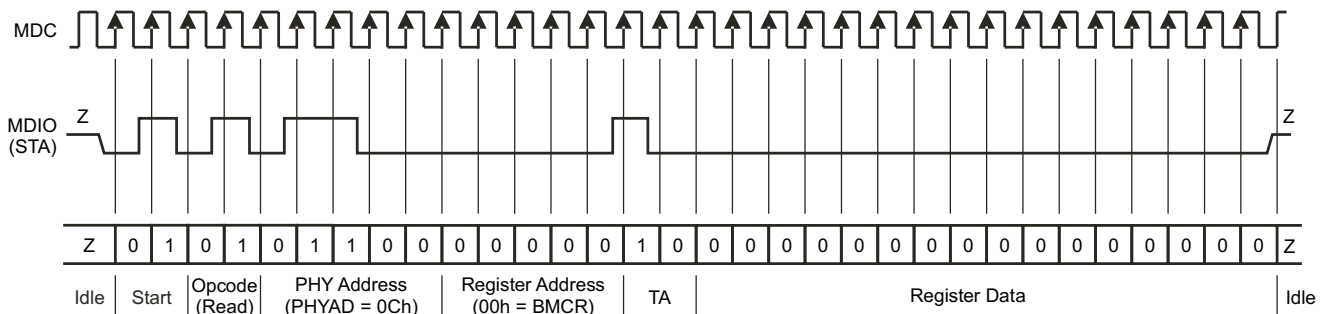 MDC
MDIO
(STA)
Z
Z
Z 0 1 0 1 0 1 1 0 0 0 0 0 0 0 1 0 0 0 0 0 0 0 0 0 0 0 0 0 0 0 0 0 Z
Idle
Start
Opcode
(Read)
PHY Address
(PHYAD = 0Ch)
Register Address
(00h = BMCR)
TA
Register Data
Idle